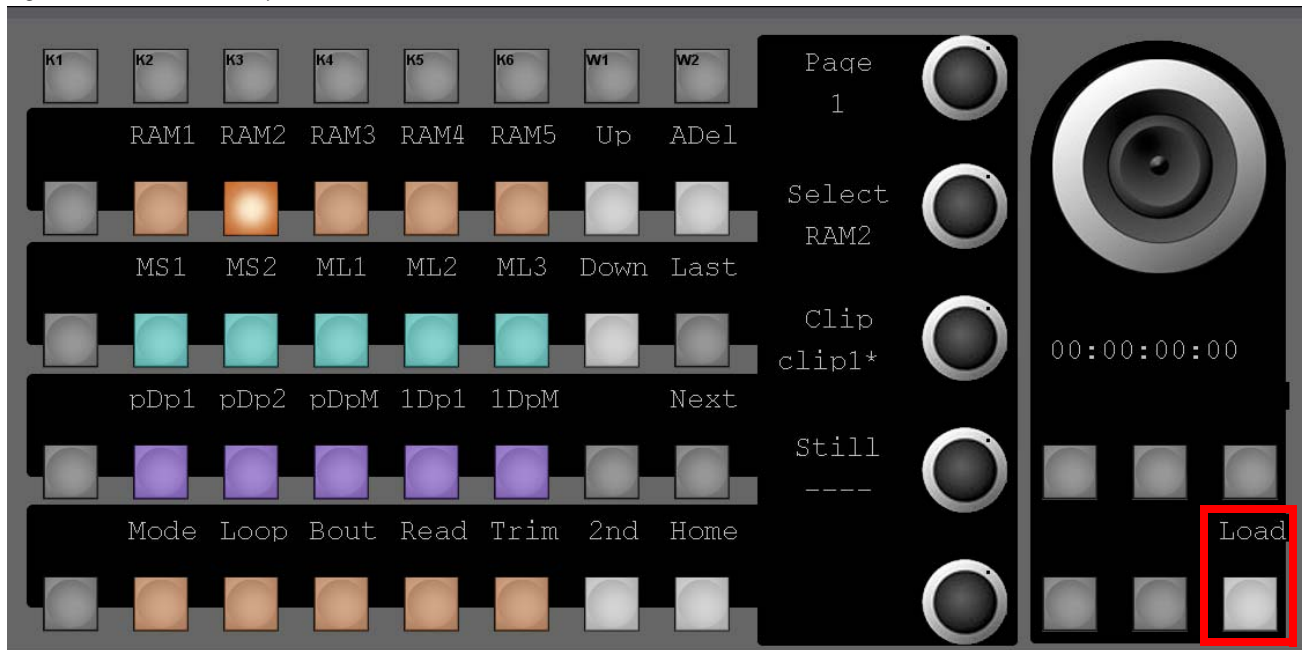 K1 K2 K3 K4 K5 K6 W1 W2
Page
1
RAM1 RAM2 RAM3 RAM4 RAM5 Up ADel
Select
RAM2
MS1 MS2 ML1 ML2 ML3 Down Last
Clip
clip1*
00:00:00:00
pDp1 pDp2 pDpM 1Dp1 1DpM Next
Still
----
Mode Loop Bout Read Trim 2nd Home
Load